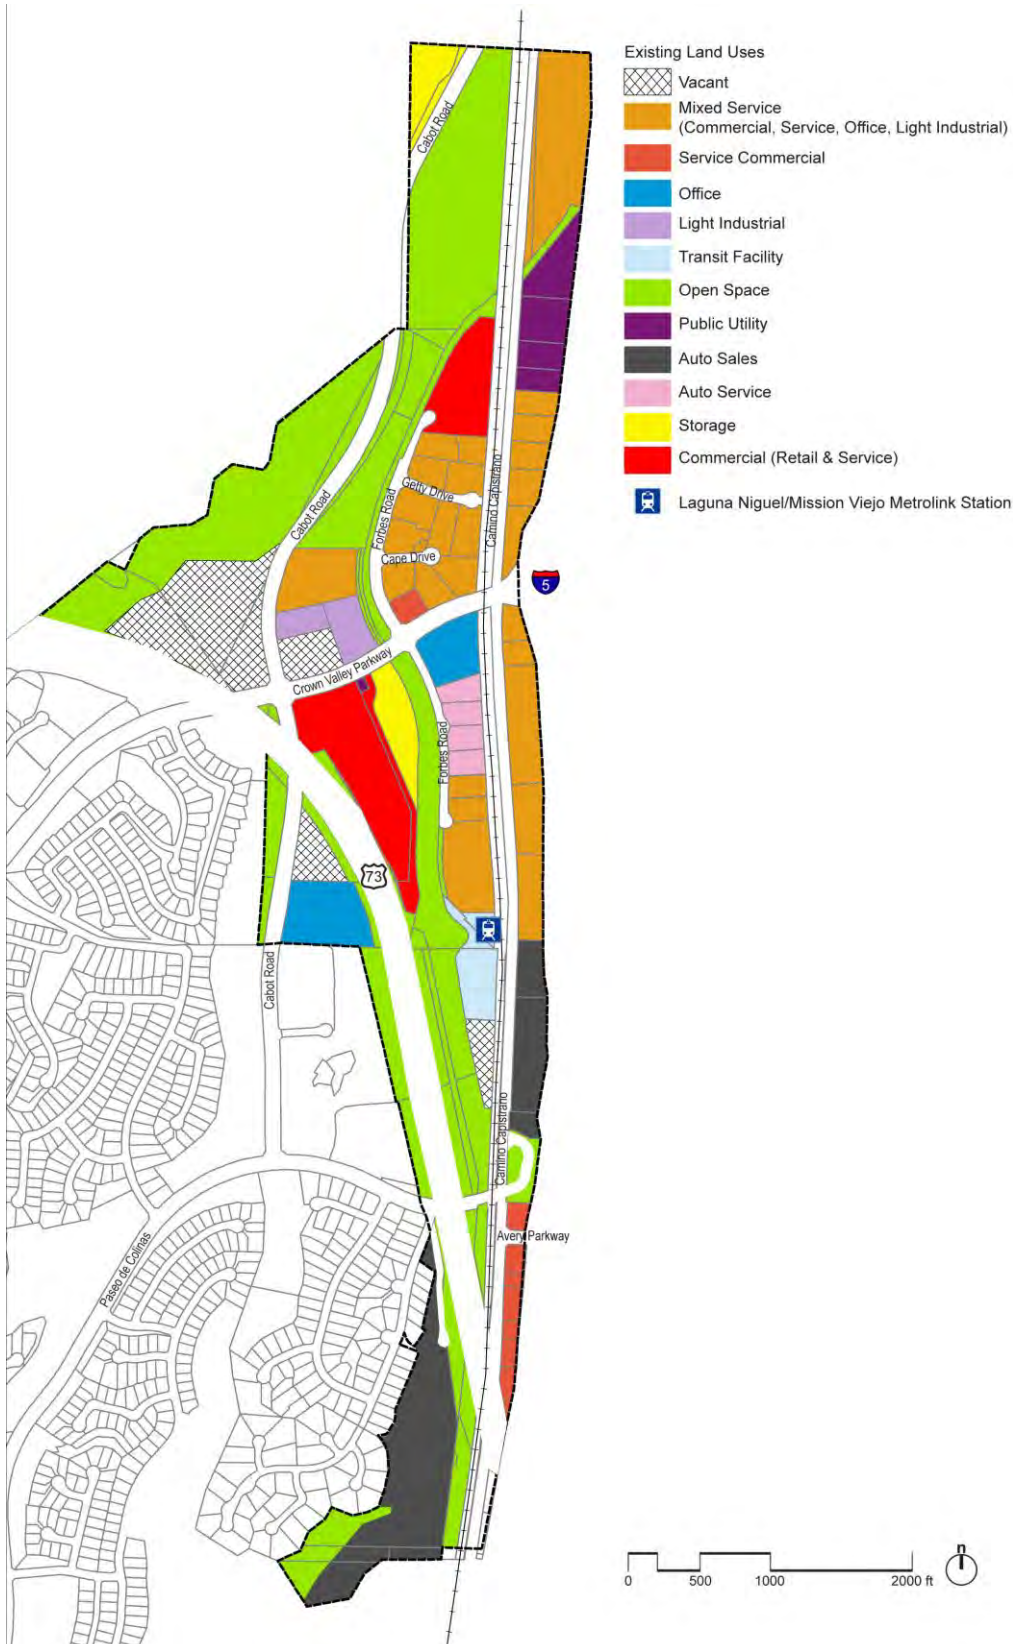 Existing Land Uses
Vacant
Mixed Service
(Commercial, Service, Office, Light Industrial)
Service Commercial
Office
Light Industrial
Transit Facility
Open Space
Public Utility
Auto Sales
Auto Service
Storage
Commercial (Retail & Service)
Laguna Niguel/Mission Viejo Metrolink Station
Cabot Road
Cabot Road
Forbes Road
Getty Drive
Camino Capistrano
Cape Drive
5
Crown Valley Parkway
Forbes Road
73
Cabot Road
Camino Capistrano
Avery Parkway
Paseo de Colinas
n
0
500
1000
2000 ft